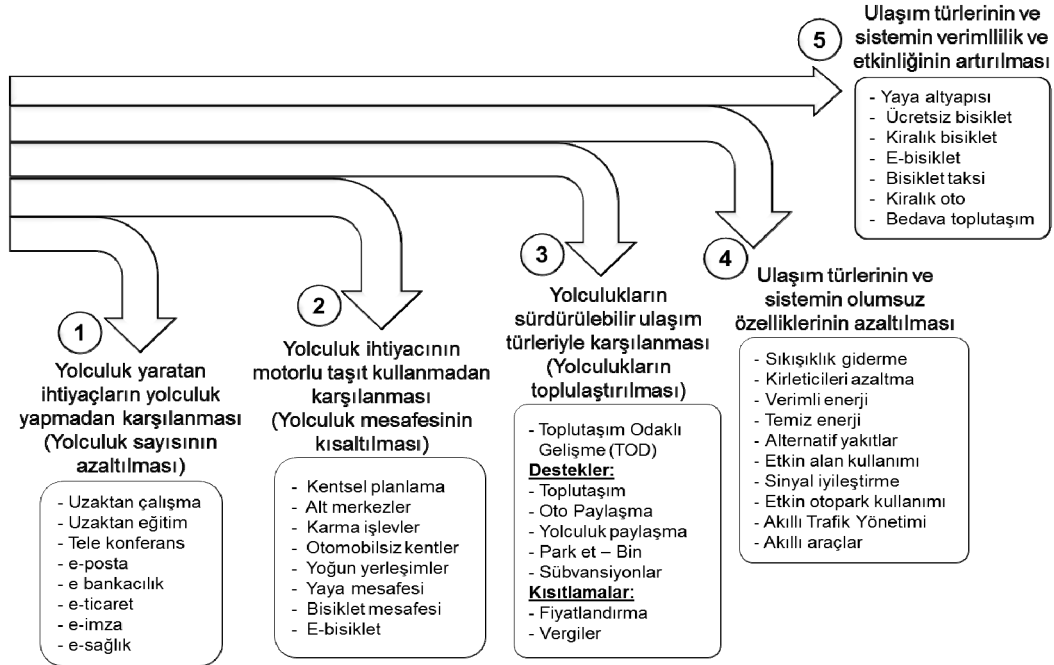 1
Yolculuk yaratan
ihtiyaçların yolculuk
yapmadan karşılanması
(Yolculuk sayısının
azaltılması)
- Uzaktan çalışma
- Uzaktan eğitim
- Tele konferans
- e-posta
- e bankacılık
- e-ticaret
- e-imza
- e-sağlık
2
Yolculuk ihtiyacının
motorlu taşıt kullanmadan
karşılanması
(Yolculuk mesafesinin
kısaltılması)
- Kentsel planlama
- Alt merkezler
- Karma işlevler
- Otomobilsiz kentler
- Yoğun yerleşimler
- Yaya mesafesi
- Bisiklet mesafesi
- E-bisiklet
3
Yolculukların
sürdürülebilir ulaşım
türleriyle karşılanması
(Yolculukların
toplulaştırılması)
- Toplutaşım Odaklı
Gelişme (TOD)
Destekler:
- Toplutaşım
- Oto Paylaşma
- Yolculuk paylaşma
- Park et – Bin
- Sübvansiyonlar
Kısıtlamalar:
- Fiyatlandırma
- Vergiler
4
Ulaşım türlerinin ve
sistemin olumsuz
özelliklerinin azaltılması
- Sıkışıklık giderme
- Kirleticileri azaltma
- Verimli enerji
- Temiz enerji
- Alternatif yakıtlar
- Etkin alan kullanımı
- Sinyal iyileştirme
- Etkin otopark kullanımı
- Akıllı Trafik Yönetimi
- Akıllı araçlar
5
Ulaşım türlerinin ve
sistemin verimllilik ve
etkinliğinin artırılması
- Yaya altyapısı
- Ücretsiz bisiklet
- Kiralık bisiklet
- E-bisiklet
- Bisiklet taksi
- Kiralık oto
- Bedava toplutaşım